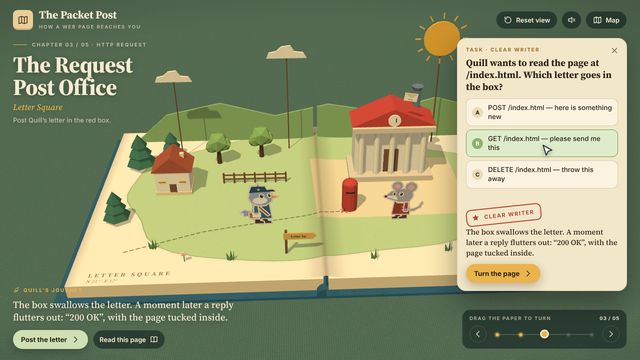 The Packet Post
HOW A WEB PAGE REACHES YOU
Reset view
Map
CHAPTER 03 / 05 · HTTP REQUEST
The Request
Post Office
Letter Square
Post Quill's letter in the red box.
TASK · CLEAR WRITER
Quill wants to read the page at
/index.html. Which letter goes in
the box?
A
POST /index.html — here is something
new
B
GET /index.html — please send me
this
C
DELETE /index.html — throw this
away
CLEAR WRITER
The box swallows the letter. A moment
later a reply flutters out: “200 OK”, with the
page tucked inside.
Turn the page
LETTER SQUARE
QUILL'S
The box swallows the letter. A moment later a reply
flutters out: “200 OK”, with the page tucked inside.
Post the letter
Read this page
DRAG THE PAPER TO TURN
03 / 05